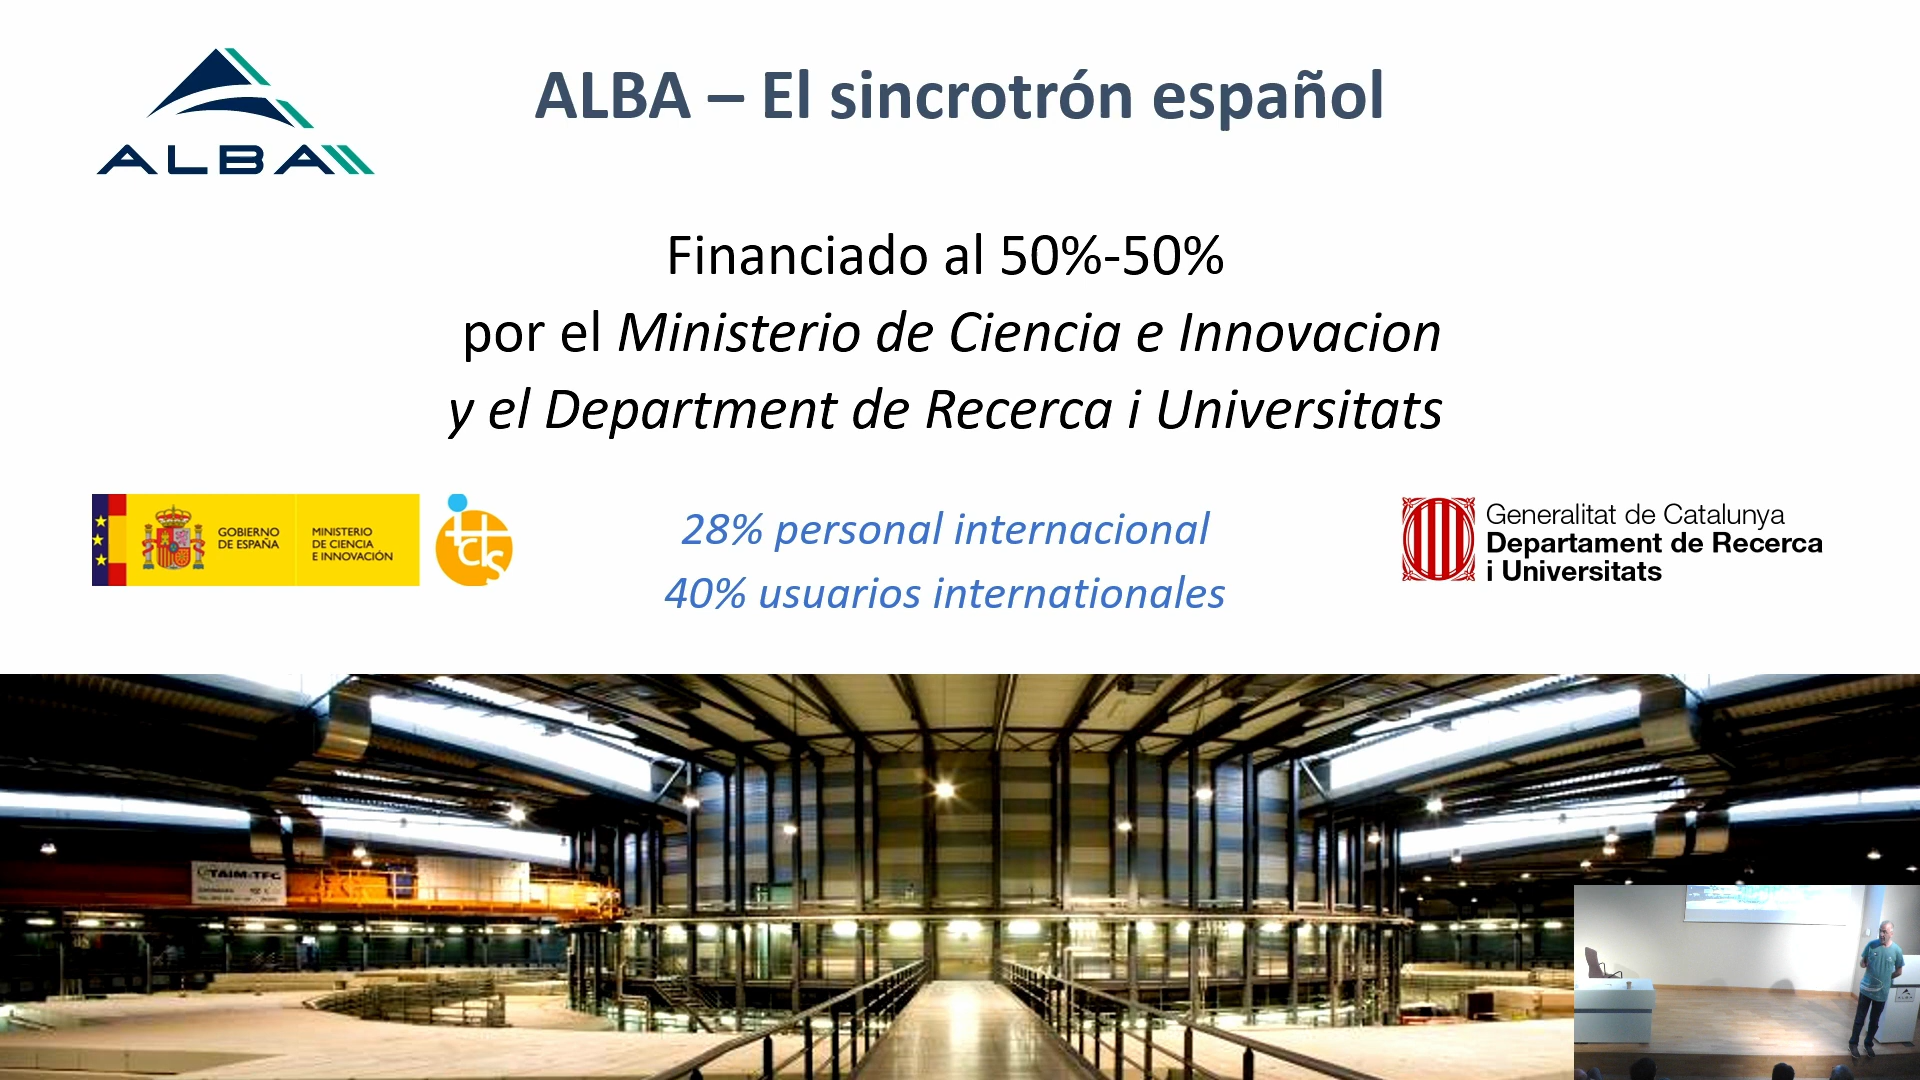 ALBA – El sincrotrón español
ALBA
Financiado al 50%-50%
por el Ministerio de Ciencia e Innovacion
y el Department de Recerca i Universitats
GOBIERNO
DE ESPAÑA
MINISTERIO
DE CIENCIA
E INNOVACIÓN
icts
28% personal internacional
40% usuarios internationales
Generalitat de Catalunya
Departament de Recerca
i Universitats
TAIM-TFG
ALBA